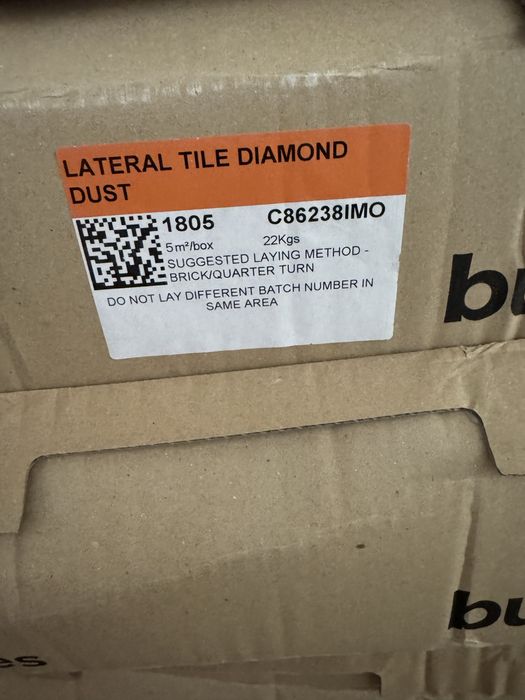 LATERAL TILE DIAMOND
DUST
1805 C86238IMO
5m²/box 22Kgs
SUGGESTED LAYING METHOD -
BRICK/QUARTER TURN
DO NOT LAY DIFFERENT BATCH NUMBER IN
SAME AREA